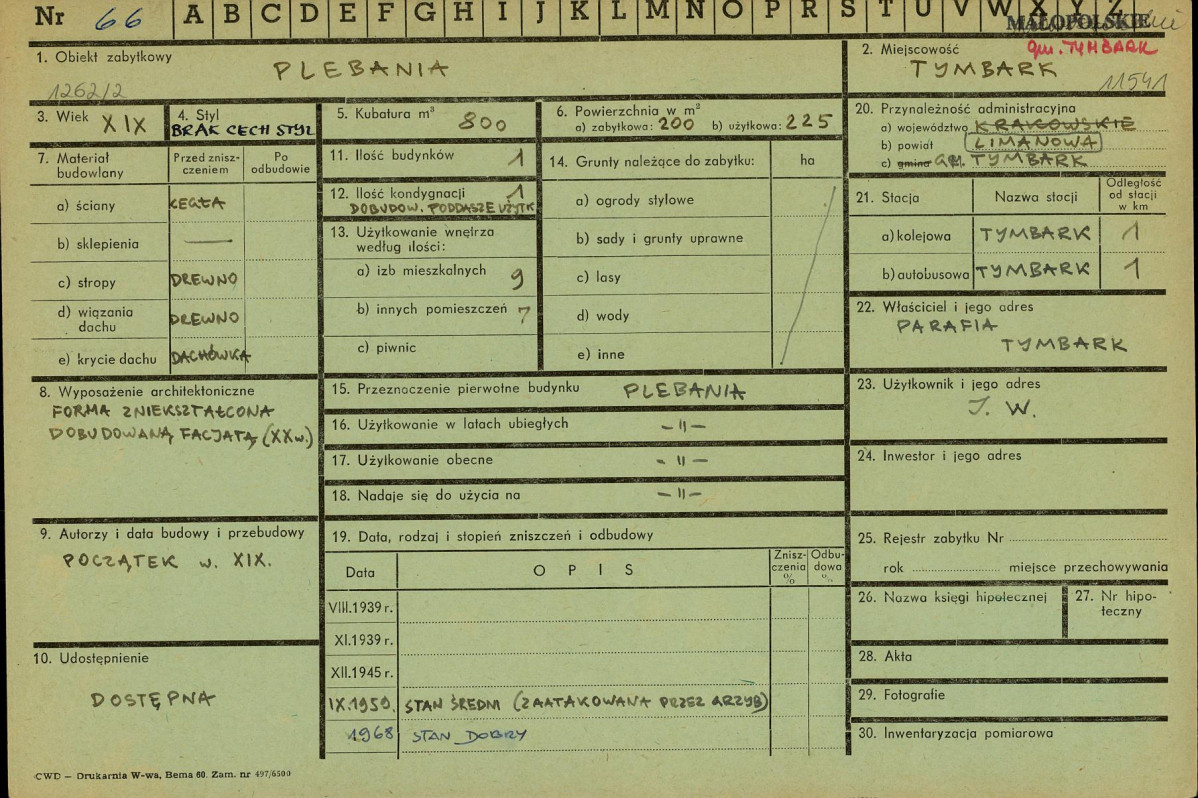 Nr 66 A B C D E F G H I J K L M N O P R S T U V W X Y Z
MAŁOPOLSKIE
1. Obiekt zabytkowy
PLEBANIA
1262/2
2. Miejscowość
gm. TYMBARK
TYMBARK
11541
3. Wiek XIX
4. Styl
BRAK CECH STYL
5. Kubatura m³ 800
6. Powierzchnia w m²
a) zabytkowa: 200 b) użytkowa: 225
20. Przynależność administracyjna
a) województwo KRAKOWSKIE
b) powiat LIMANOWA
c) gmina GM. TYMBARK
7. Materiał budowlany
Przed zniszczeniem
Po odbudowie
a) ściany CEGŁA
b) sklepienia —
c) stropy DREWNO
d) wiązania dachu DREWNO
e) krycie dachu DACHÓWKA
11. Ilość budynków 1
12. Ilość kondygnacji 1
DOBUDOW. PODDASZE UŻYTK
13. Użytkowanie wnętrza
według ilości:
a) izb mieszkalnych 9
b) innych pomieszczeń 7
c) piwnic
14. Grunty należące do zabytku: ha
a) ogrody stylowe
b) sady i grunty uprawne
c) lasy
d) wody
e) inne
21. Stacja Nazwa stacji Odległość od stacji w km
a) kolejowa TYMBARK 1
b) autobusowa TYMBARK 1
22. Właściciel i jego adres
PARAFIA
TYMBARK
8. Wyposażenie architektoniczne
FORMA ZNIEKSZTAŁCONA
DOBUDOWANĄ FACJATĄ (XXw.)
15. Przeznaczenie pierwotne budynku PLEBANIA
16. Użytkowanie w latach ubiegłych –〃–
17. Użytkowanie obecne –〃–
18. Nadaje się do użycia na –〃–
23. Użytkownik i jego adres
J. W.
24. Inwestor i jego adres
9. Autorzy i data budowy i przebudowy
POCZĄTEK w. XIX.
10. Udostępnienie
DOSTĘPNA
19. Data, rodzaj i stopień zniszczeń i odbudowy
Data OPIS Zniszczenia % Odbudowa %
VIII.1939 r.
XI.1939 r.
XII.1945 r.
IX.1959. STAN ŚREDNI (ZAATAKOWANA PRZEZ GRZYB)
1968 STAN DOBRY
25. Rejestr zabytku Nr
rok miejsce przechowywania
26. Nazwa księgi hipotecznej
27. Nr hipoteczny
28. Akta
29. Fotografie
30. Inwentaryzacja pomiarowa
CWD – Drukarnia W-wa, Bema 60. Zam. nr 497/6500